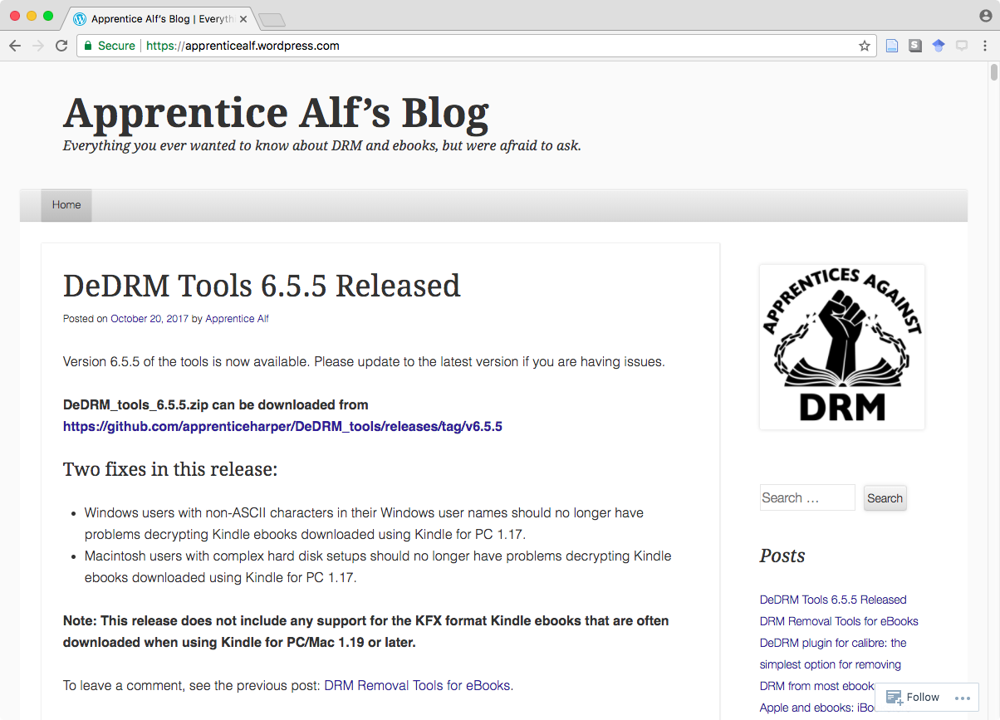 Apprentice Alf's Blog | Everyth
Secure
https://apprenticealf.wordpress.com
S
Apprentice Alf’s Blog
Everything you ever wanted to know about DRM and ebooks, but were afraid to ask.
Home
DeDRM Tools 6.5.5 Released
Posted on October 20, 2017 by Apprentice Alf
Version 6.5.5 of the tools is now available. Please update to the latest version if you are having issues.
DeDRM_tools_6.5.5.zip can be downloaded from
https://github.com/apprenticeharper/DeDRM_tools/releases/tag/v6.5.5
Two fixes in this release:
• Windows users with non-ASCII characters in their Windows user names should no longer have
problems decrypting Kindle ebooks downloaded using Kindle for PC 1.17.
• Macintosh users with complex hard disk setups should no longer have problems decrypting Kindle
ebooks downloaded using Kindle for PC 1.17.
Note: This release does not include any support for the KFX format Kindle ebooks that are often
downloaded when using Kindle for PC/Mac 1.19 or later.
To leave a comment, see the previous post: DRM Removal Tools for eBooks.
APPRENTICES AGAINST
DRM
Search …
Search
Posts
DeDRM Tools 6.5.5 Released
DRM Removal Tools for eBooks
DeDRM plugin for calibre: the
simplest option for removing
DRM from most ebook
Apple and ebooks: iBo
Follow